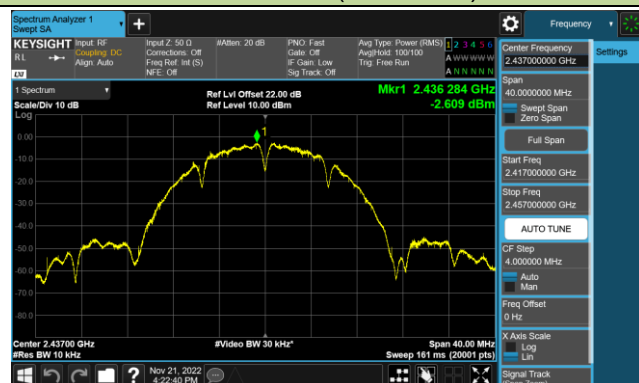 Spectrum Analyzer 1
Swept SA
+
Frequency
KEYSIGHT
RL
LXI
Input: RF
Coupling: DC
Align: Auto
Input Z: 50 Ω
Corrections: Off
Freq Ref: Int (S)
NFE: Off
#Atten: 20 dB
PNO: Fast
Gate: Off
IF Gain: Low
Sig Track: Off
Avg Type: Power (RMS)
Avg|Hold: 100/100
Trig: Free Run
1 2 3 4 5 6
A W W W W W
A N N N N N
1 Spectrum
Scale/Div 10 dB
Log
Ref Lvl Offset 22.00 dB
Ref Level 10.00 dBm
Mkr1 2.436 284 GHz
-2.609 dBm
1
0.00
-10.0
-20.0
-30.0
-40.0
-50.0
-60.0
-70.0
-80.0
Center 2.43700 GHz
#Res BW 10 kHz
#Video BW 30 kHz*
Span 40.00 MHz
Sweep 161 ms (20001 pts)
Center Frequency
2.437000000 GHz
Settings
Span
40.0000000 MHz
Swept Span
Zero Span
Full Span
Start Freq
2.417000000 GHz
Stop Freq
2.457000000 GHz
AUTO TUNE
CF Step
4.000000 MHz
Auto
Man
Freq Offset
0 Hz
X Axis Scale
Log
Lin
Signal Track
Nov 21, 2022
4:22:40 PM